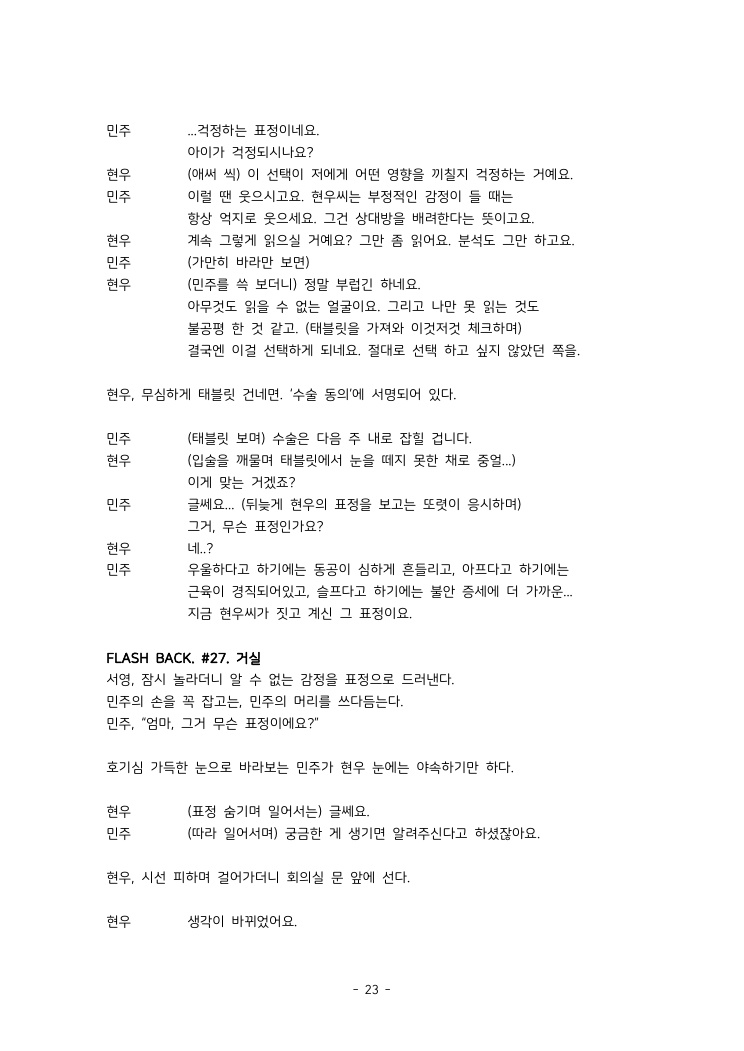 민주 ...걱정하는 표정이네요.
아이가 걱정되시나요?
현우 (애써 씩) 이 선택이 저에게 어떤 영향을 끼칠지 걱정하는 거예요.
민주 이럴 땐 웃으시고요. 현우씨는 부정적인 감정이 들 때는
항상 억지로 웃으세요. 그건 상대방을 배려한다는 뜻이고요.
현우 계속 그렇게 읽으실 거예요? 그만 좀 읽어요. 분석도 그만 하고요.
민주 (가만히 바라만 보면)
현우 (민주를 쓱 보더니) 정말 부럽긴 하네요.
아무것도 읽을 수 없는 얼굴이요. 그리고 나만 못 읽는 것도
불공평 한 것 같고. (태블릿을 가져와 이것저것 체크하며)
결국엔 이걸 선택하게 되네요. 절대로 선택 하고 싶지 않았던 쪽을.
현우, 무심하게 태블릿 건네면. '수술 동의'에 서명되어 있다.
민주 (태블릿 보며) 수술은 다음 주 내로 잡힐 겁니다.
현우 (입술을 깨물며 태블릿에서 눈을 떼지 못한 채로 중얼...)
이게 맞는 거겠죠?
민주 글쎄요... (뒤늦게 현우의 표정을 보고는 또렷이 응시하며)
그거, 무슨 표정인가요?
현우 네..?
민주 우울하다고 하기에는 동공이 심하게 흔들리고, 아프다고 하기에는
근육이 경직되어있고, 슬프다고 하기에는 불안 증세에 더 가까운...
지금 현우씨가 짓고 계신 그 표정이요.
FLASH BACK. #27. 거실
서영, 잠시 놀라더니 알 수 없는 감정을 표정으로 드러낸다.
민주의 손을 꼭 잡고는, 민주의 머리를 쓰다듬는다.
민주, "엄마, 그거 무슨 표정이에요?"
호기심 가득한 눈으로 바라보는 민주가 현우 눈에는 야속하기만 하다.
현우 (표정 숨기며 일어서는) 글쎄요.
민주 (따라 일어서며) 궁금한 게 생기면 알려주신다고 하셨잖아요.
현우, 시선 피하며 걸어가더니 회의실 문 앞에 선다.
현우 생각이 바뀌었어요.
- 23 -